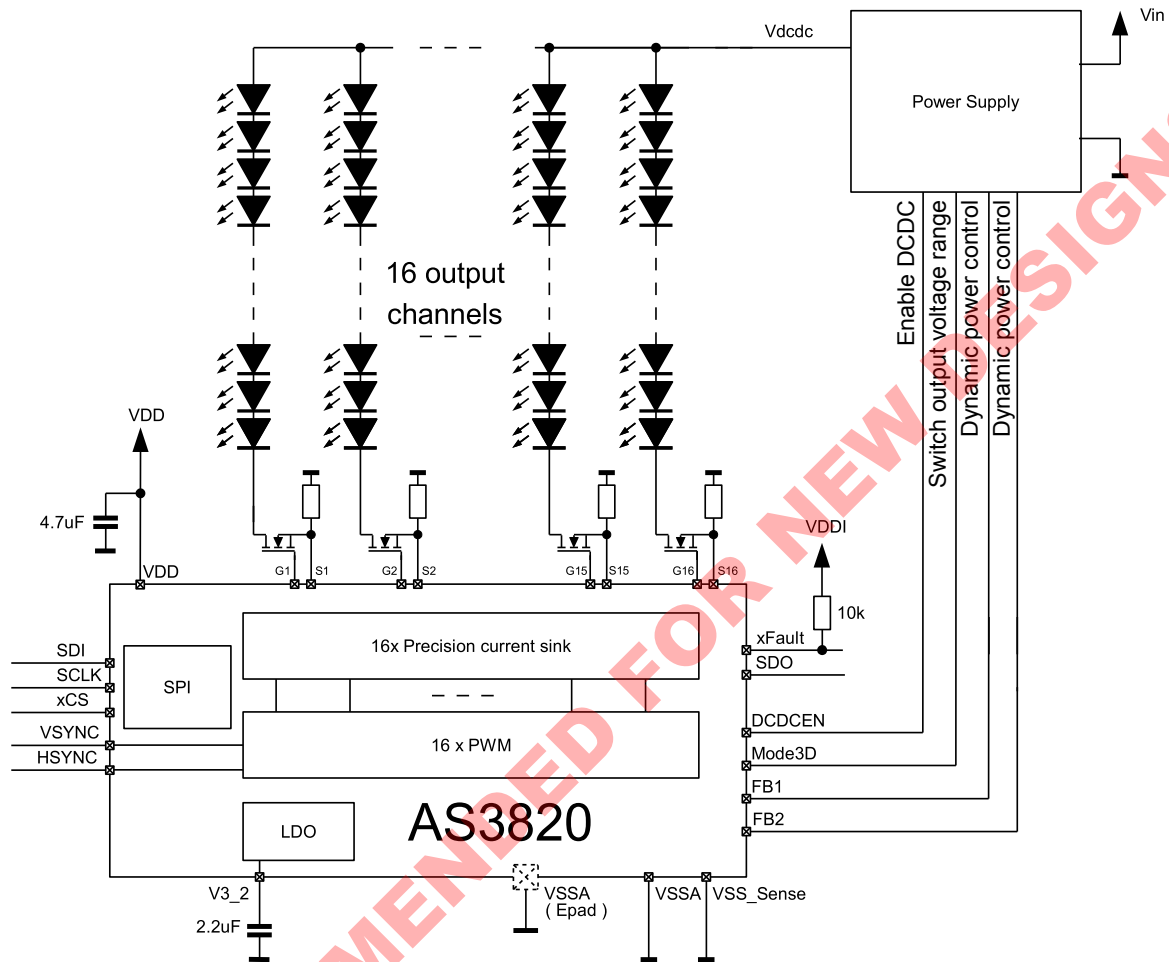 Vin
Vdcdc
Power Supply
Enable DCDC
Switch output voltage range
Dynamic power control
Dynamic power control
16 output
channels
VDD
4.7uF
VDD
G1
S1
G2
S2
G15
S15
G16
S16
VDDI
10k
xFault
SDO
SDI
SCLK
xCS
VSYNC
HSYNC
SPI
16x Precision current sink
16 x PWM
DCDCEN
Mode3D
FB1
FB2
LDO
AS3820
V3_2
2.2uF
VSSA
( Epad )
VSSA
VSS_Sense
MENDED FOR NEW DESIGN